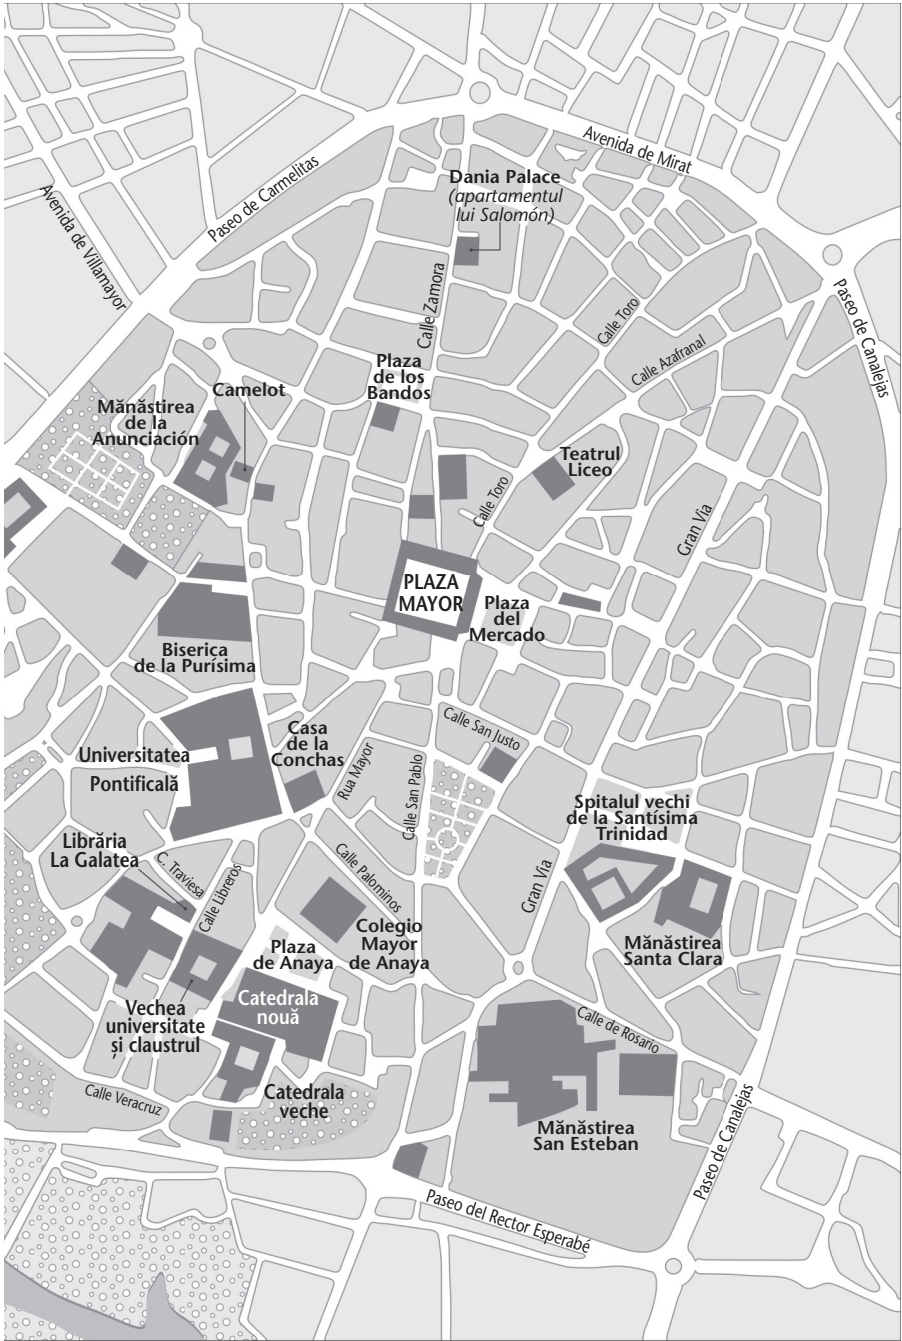 Avenida de Mirat
Paseo de Carmelitas
Avenida de Villamayor
Dania Palace
(apartamentul
lui Salomón)
Calle Zamora
Calle Toro
Paseo de Canalejas
Calle Azafranal
Plaza
de los
Bandos
Camelot
Mănăstirea
de la
Anunciación
Teatrul
Liceo
Calle Toro
Gran Via
PLAZA
MAYOR
Plaza
del
Mercado
Biserica
de la Purísima
Calle San Justo
Casa
de la
Conchas
Universitatea
Pontificală
Rua Mayor
Calle San Pablo
Spitalul vechi
de la Santísima
Trinidad
Librăria
La Galatea
C. Traviesa
Calle Libreros
Calle Palominos
Gran Via
Colegio
Mayor
de Anaya
Plaza
de Anaya
Mănăstirea
Santa Clara
Catedrala
nouă
Vechea
universitate
și claustrul
Calle de Rosario
Catedrala
veche
Calle Veracruz
Mănăstirea
San Esteban
Paseo de Canalejas
Paseo del Rector Esperabé